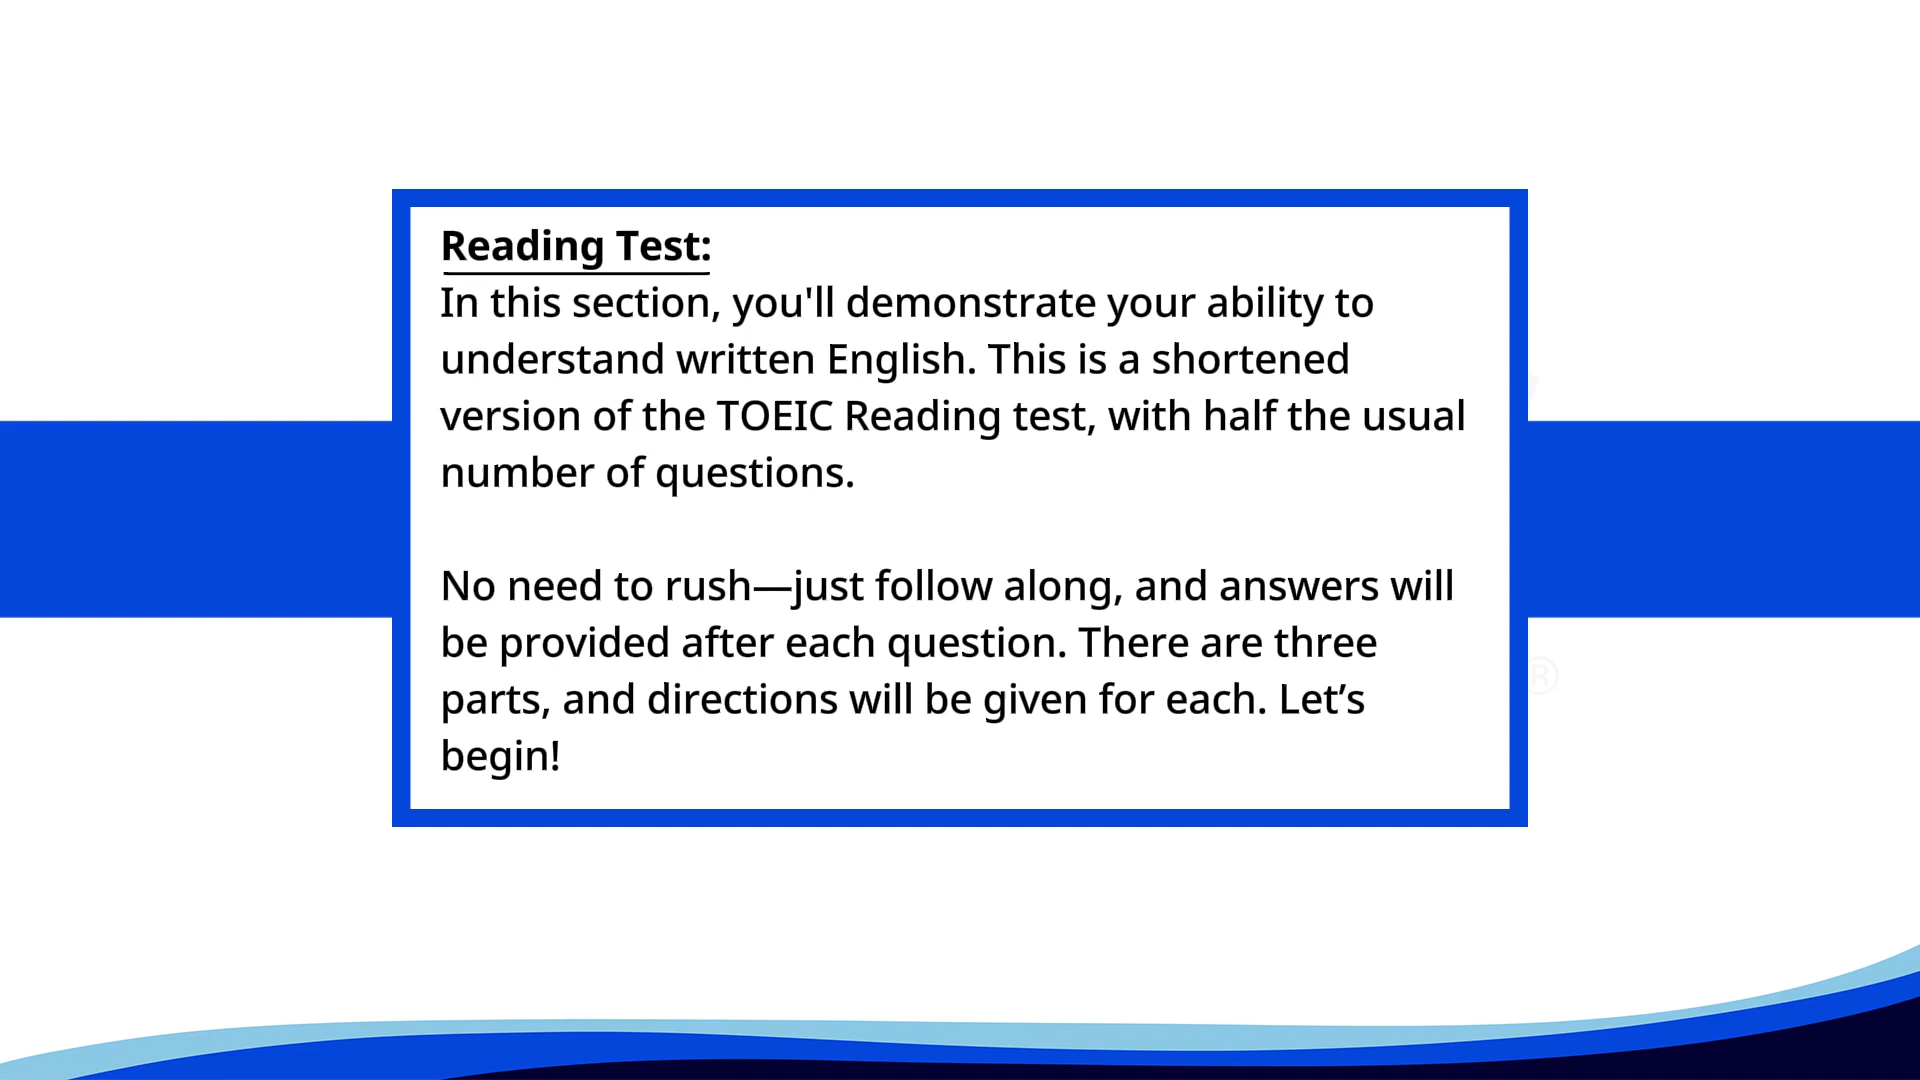 Reading Test:
In this section, you'll demonstrate your ability to
understand written English. This is a shortened
version of the TOEIC Reading test, with half the usual
number of questions.
No need to rush—just follow along, and answers will
be provided after each question. There are three
parts, and directions will be given for each. Let’s
begin!
®